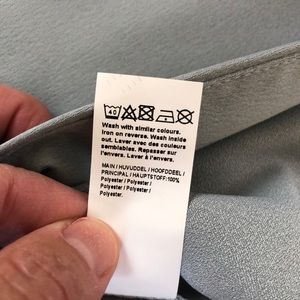 40
Wash with similar colours.
Iron on reverse. Wash inside
out. Laver avec des couleurs
semblables. Repasser sur
l'envers. Laver à l'envers.
MAIN / HUVUDDEL / HOOFDDEEL /
PRINCIPAL / HAUPTSTOFF:100%
Polyester / Polyester /
Polyester / Polyester /
Polyester.